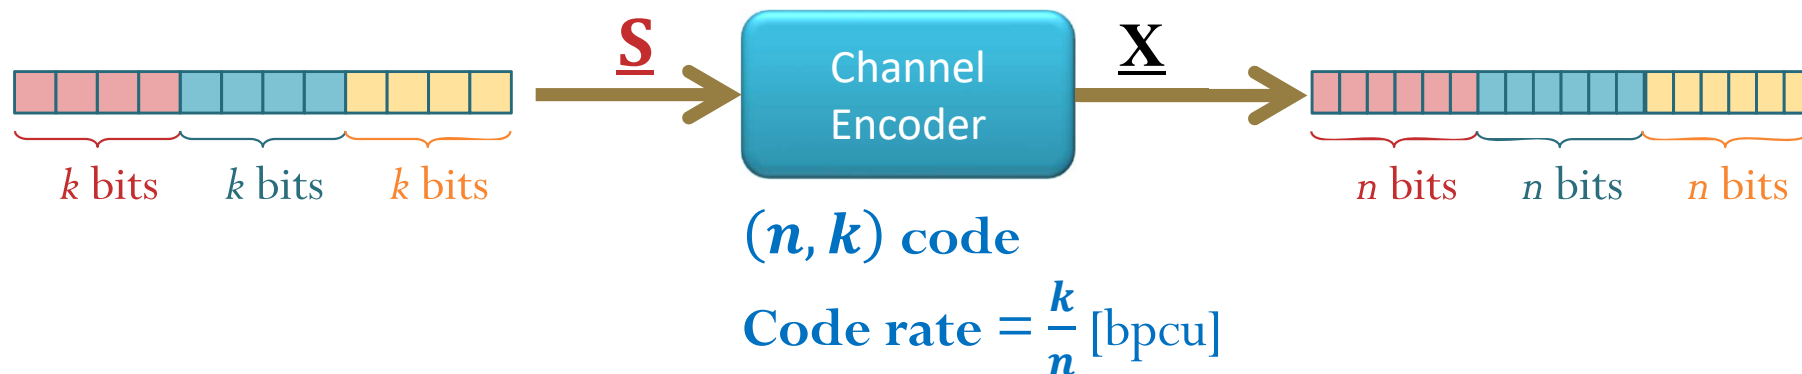 S
X
Channel
Encoder
k bits k bits k bits
n bits n bits n bits
(n, k) code
Code rate = k/n [bpcu]